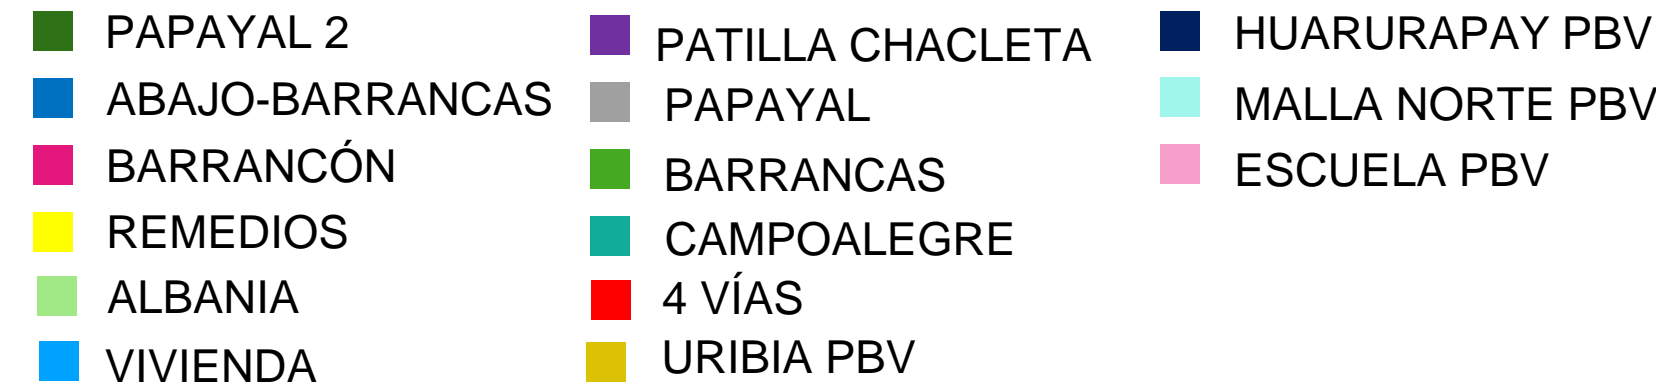 PAPAYAL 2
ABAJO-BARRANCAS
BARRANCÓN
REMEDIOS
ALBANIA
VIVIENDA
PATILLA CHACLETA
PAPAYAL
BARRANCAS
CAMPOALEGRE
4 VÍAS
URIBIA PBV
HUARURAPAY PBV
MALLA NORTE PBV
ESCUELA PBV